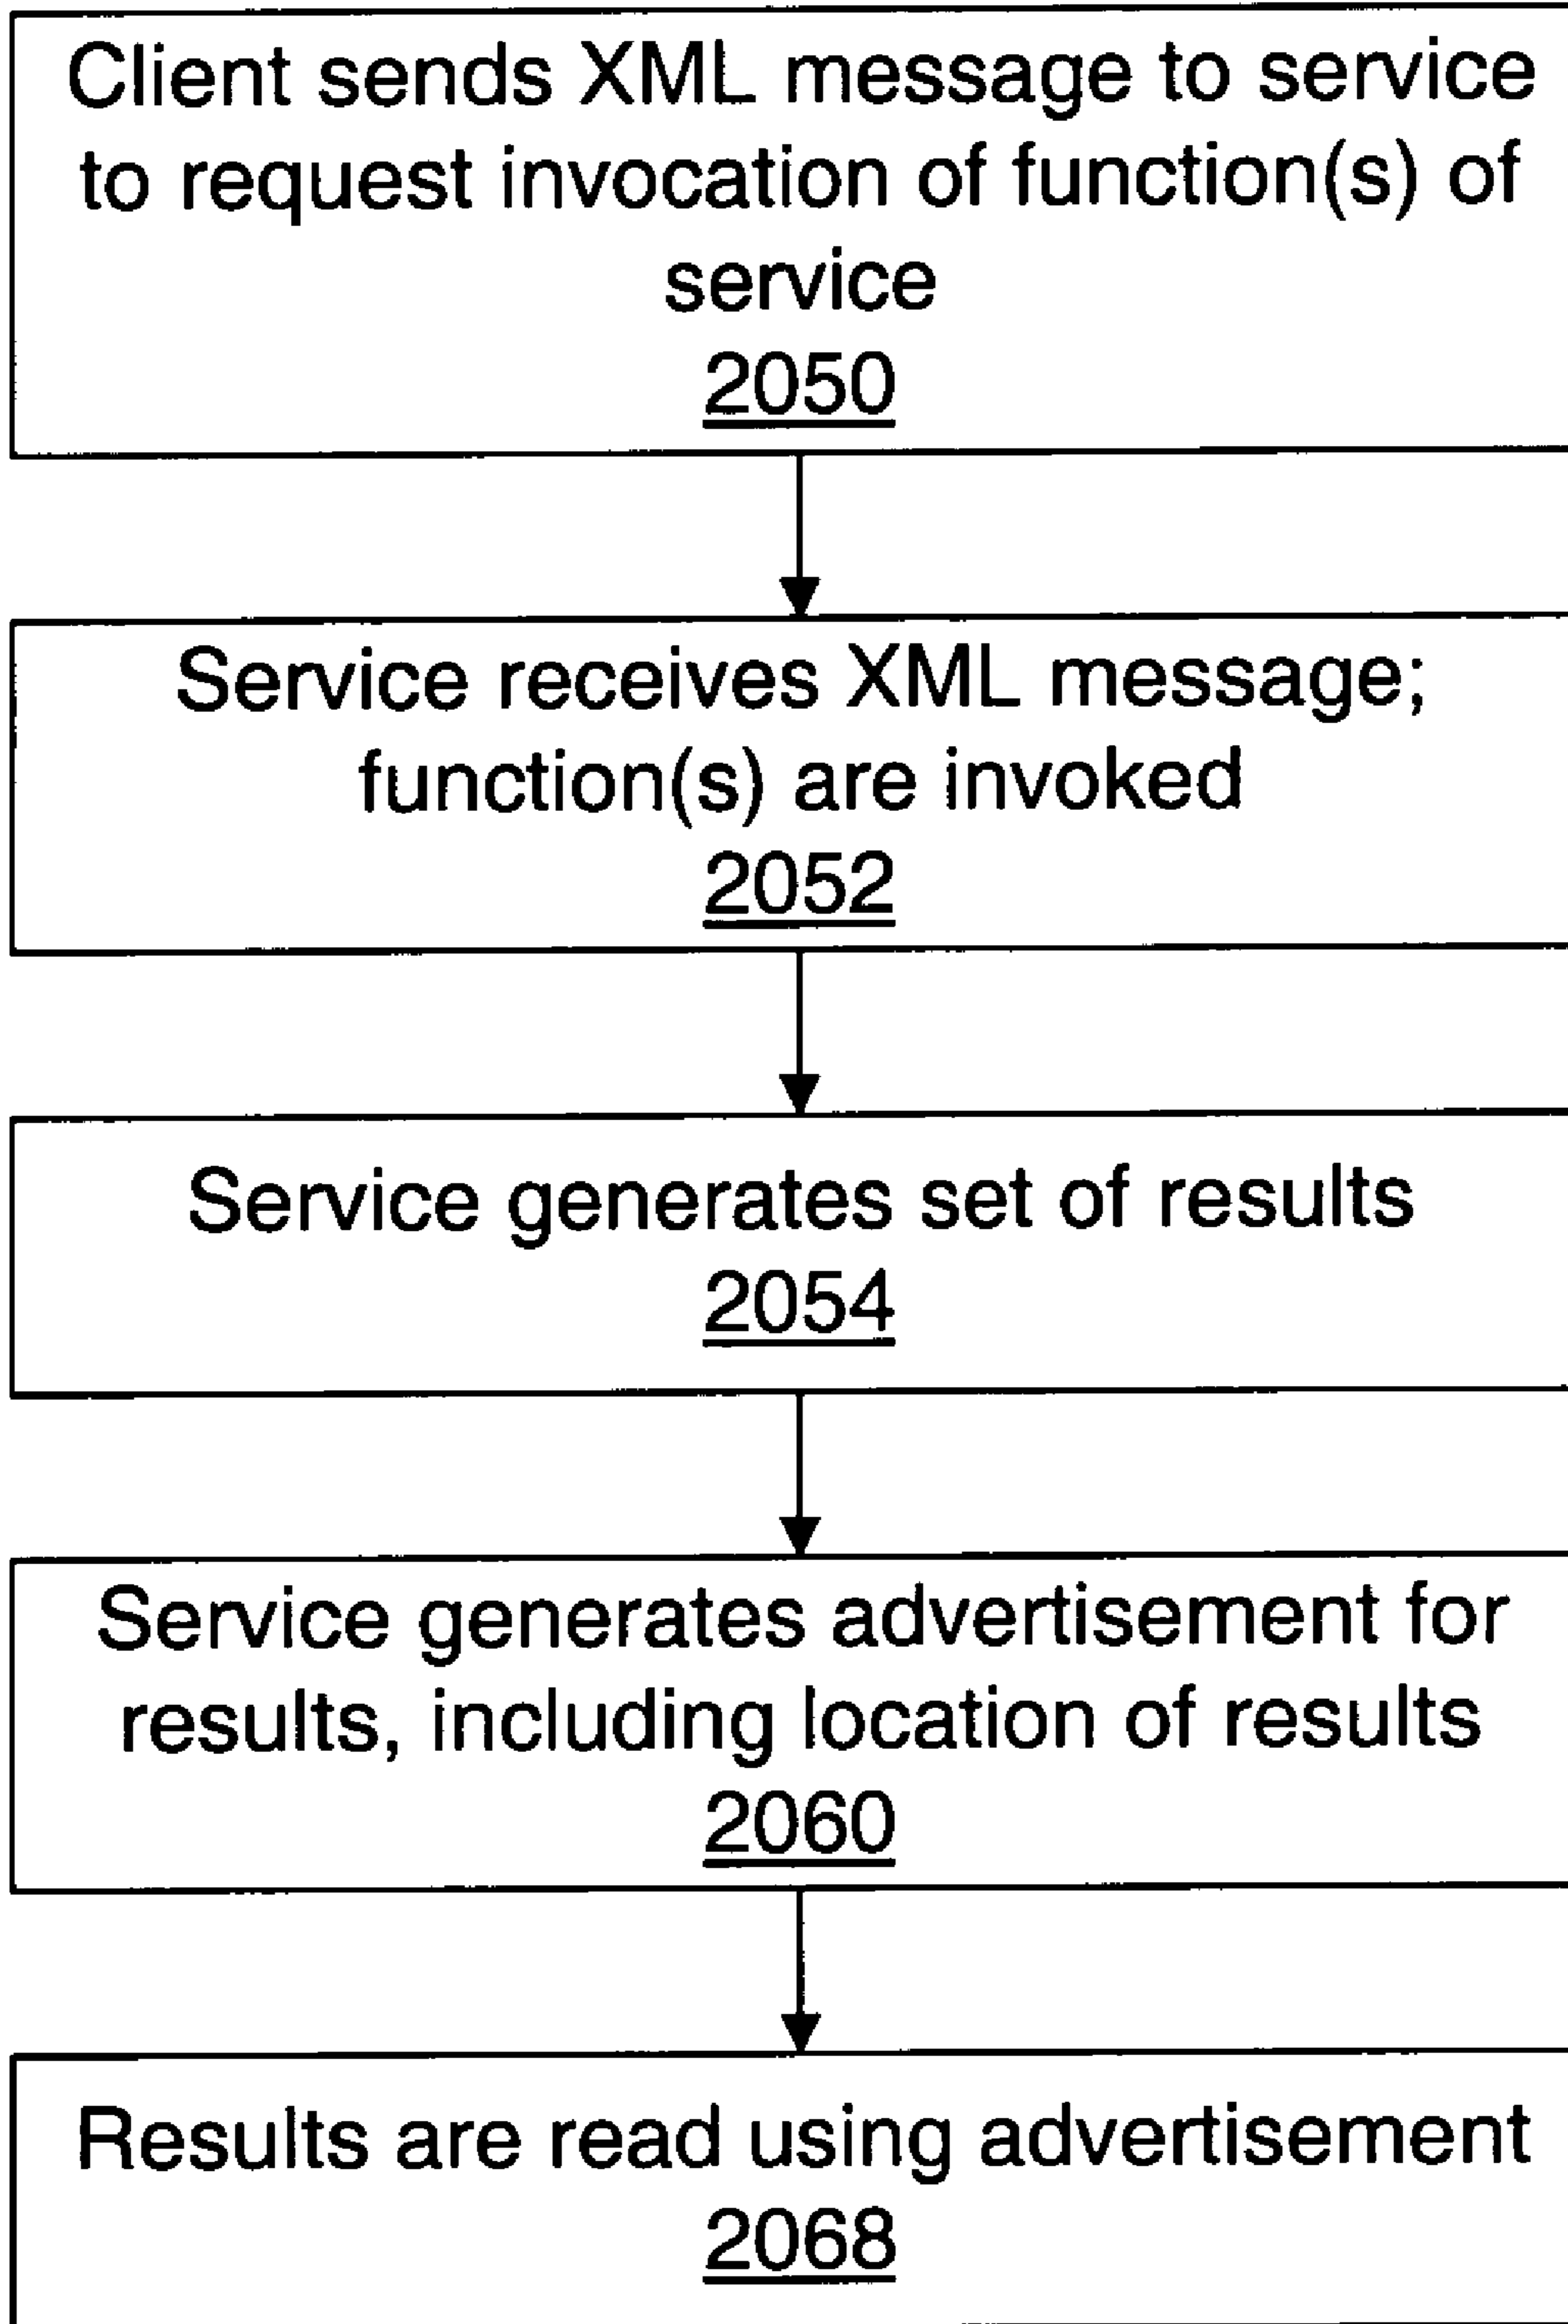 Client sends XML message to service
to request invocation of function(s) of
service
2050
Service receives XML message;
function(s) are invoked
2052
Service generates set of results
2054
Service generates advertisement for
results, including location of results
2060
Results are read using advertisement
2068